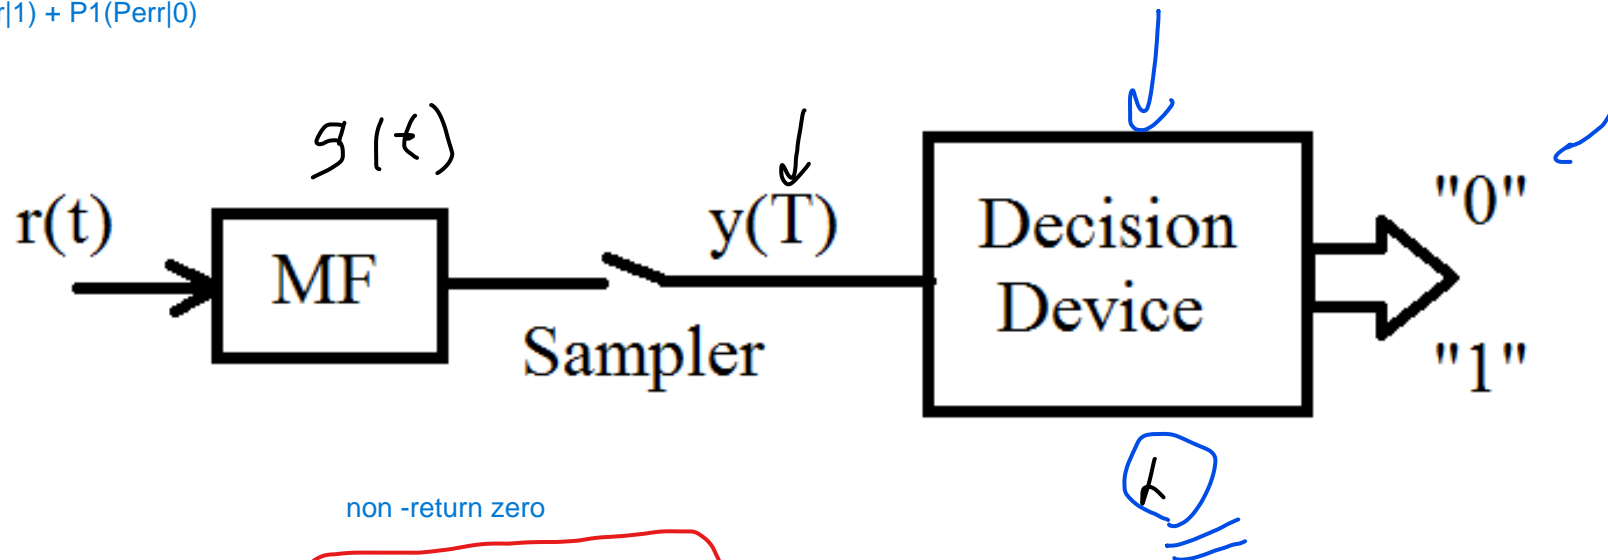 r|1) + P1(Perr|0)
g(t)
r(t)
MF
Sampler
y(T)
Decision
Device
"0"
"1"
non -return zero